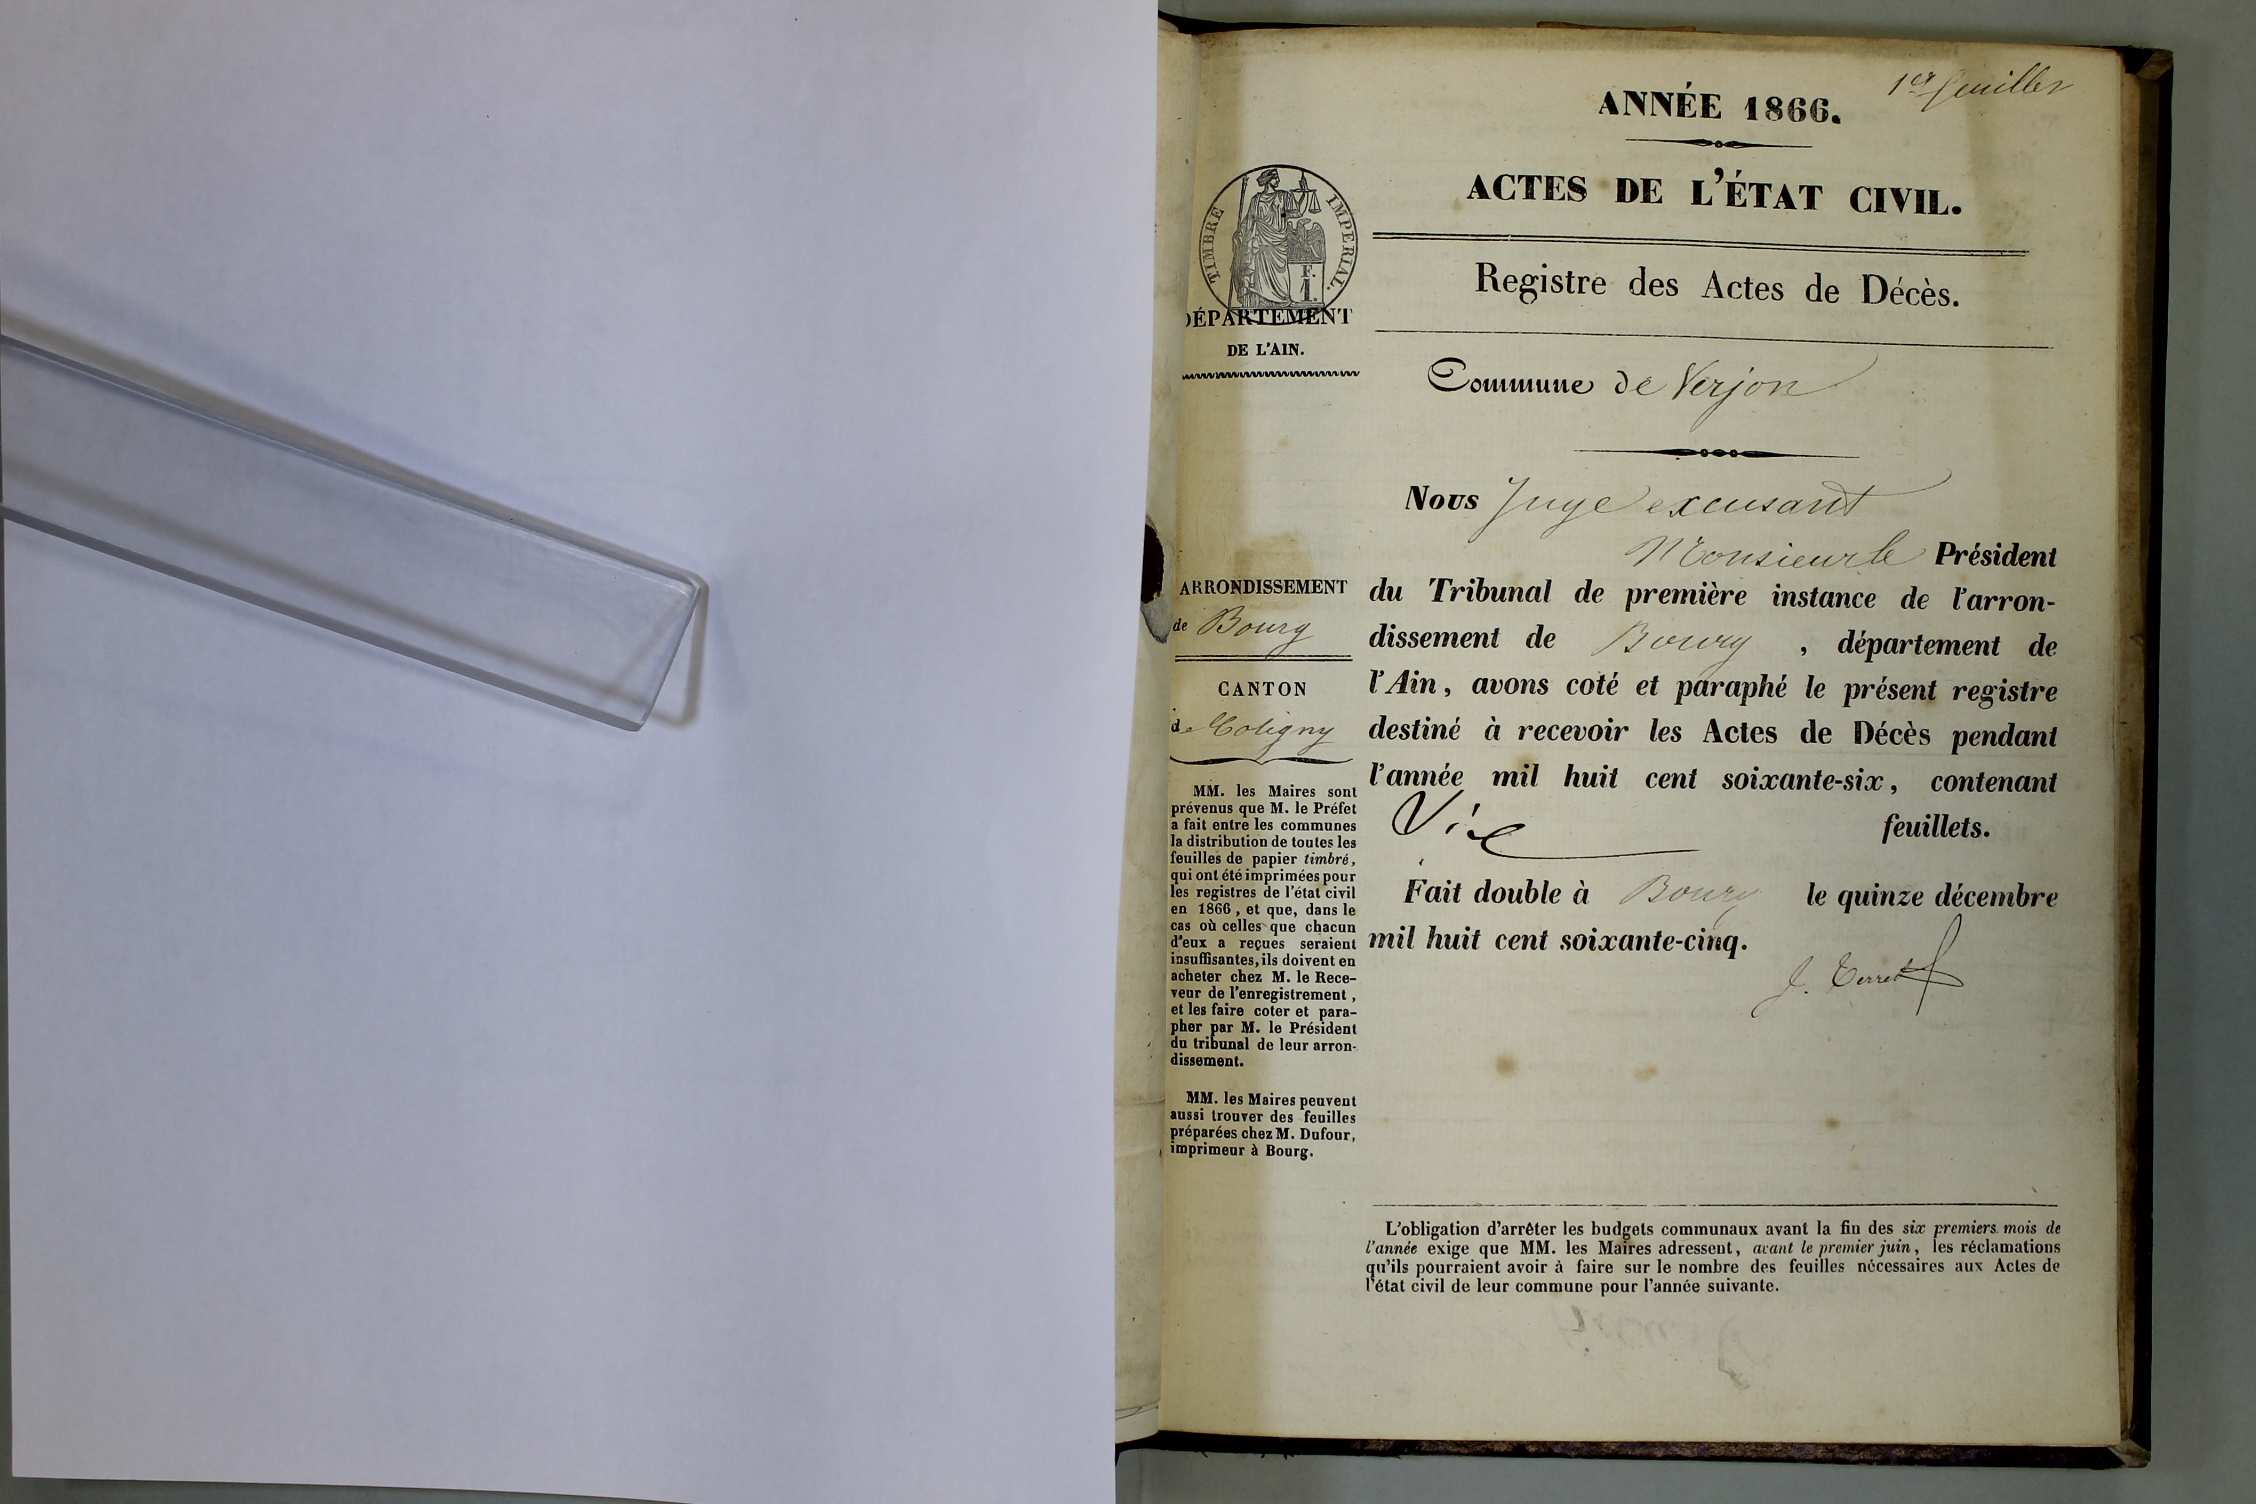 1er feuillet
ANNÉE 1866.
ACTES DE L'ÉTAT CIVIL.
Registre des Actes de Décès.
TIMBRE IMPERIAL.
F.
I.
DÉPARTEMENT
DE L'AIN.
Commune de Verjon
Nous Juge excusant
Monsieur le Président
du Tribunal de première instance de l'arron-
dissement de Bourg, département de
l'Ain, avons coté et paraphé le présent registre
destiné à recevoir les Actes de Décès pendant
l'année mil huit cent soixante-six, contenant
feuillets.
Fait double à Bourg le quinze décembre
mil huit cent soixante-cinq.
J. Terret
ARRONDISSEMENT
de Bourg
CANTON
de Coligny
MM. les Maires sont
prévenus que M. le Préfet
a fait entre les communes
la distribution de toutes les
feuilles de papier timbré,
qui ont été imprimées pour
les registres de l'état civil
en 1866, et que, dans le
cas où celles que chacun
d'eux a reçues seraient
insuffisantes, ils doivent en
acheter chez M. le Rece-
veur de l'enregistrement,
et les faire coter et para-
pher par M. le Président
du tribunal de leur arron-
dissement.
MM. les Maires peuvent
aussi trouver des feuilles
préparées chez M. Dufour,
imprimeur à Bourg.
L'obligation d'arrêter les budgets communaux avant la fin des six premiers mois de
l'année exige que MM. les Maires adressent, avant le premier juin, les réclamations
qu'ils pourraient avoir à faire sur le nombre des feuilles nécessaires aux Actes de
l'état civil de leur commune pour l'année suivante.